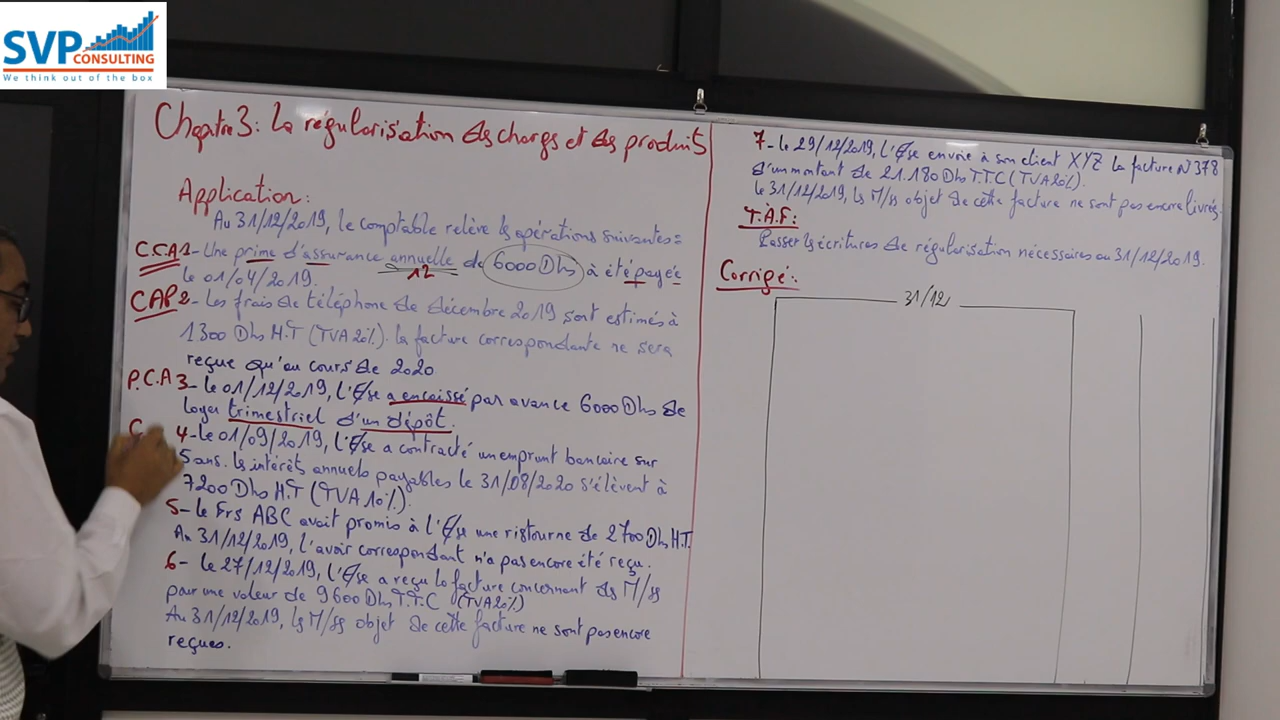 SVP
CONSULTING
We think out of the box
Chapitre 3: La régularisation des charges et des produits
Application:
Au 31/12/2019, le comptable relève les opérations suivantes:
C.C.A 1- Une prime d'assurance annuelle de 6000 Dhs à été payée
12
le 01/04/2019.
CAP 2- Les frais de téléphone de décembre 2019 sont estimés à
1300 Dhs H.T (TVA 20%). la facture correspondante ne sera
reçue qu'au cours de 2020
P.C.A 3- le 01/12/2019, l'E/se a encaissé par avance 6000 Dhs de
loyer trimestriel d'un dépôt.
C 4- le 01/09/2019, l'E/se a contracté un emprunt bancaire sur
5 ans. les intérêts annuels payables le 31/08/2020 s'élèvent à
7200 Dhs H.T (TVA 10%).
5- le Frs ABC avait promis à l'E/se une ristourne de 2700 Dhs H.T.
Au 31/12/2019, l'avoir correspondant n'a pas encore été reçu.
6- le 27/12/2019, l'E/se a reçu la facture concernant des M/ss
pour une valeur de 9600 Dhs T.T.C (TVA 20%)
Au 31/12/2019, les M/ss objet de cette facture ne sont pas encore
reçues.
7- le 29/12/2019, l'E/se envoie à son client XYZ la facture N°378
d'un montant de 21.180 Dhs T.T.C (TVA 20%).
le 31/12/2019, les M/ss objet de cette facture ne sont pas encore livrés.
T.A.F:
Passer les écritures de régularisation nécessaires au 31/12/2019.
Corrigé:
31/12